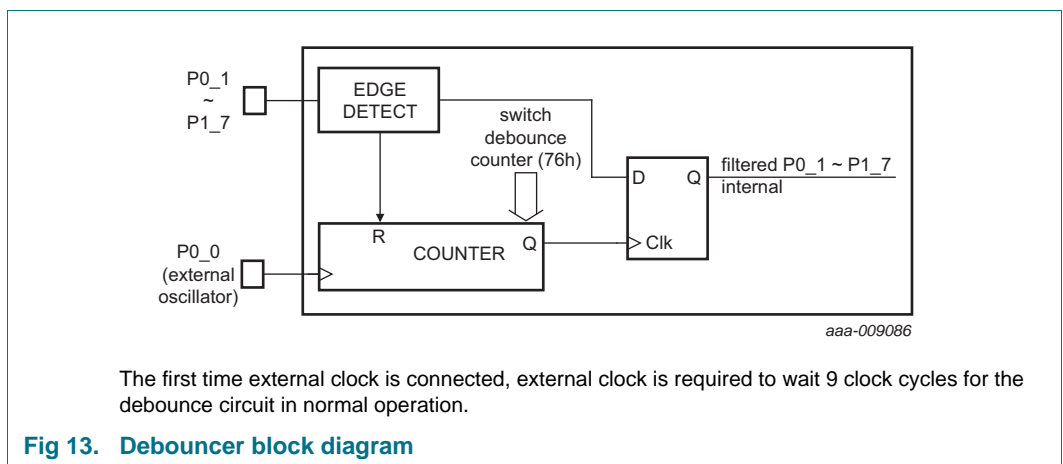 P0_1
~
P1_7
EDGE
DETECT
switch
debounce
counter (76h)
D
Q
filtered P0_1 ~ P1_7
internal
R
COUNTER
Q
Clk
P0_0
(external
oscillator)
aaa-009086
The first time external clock is connected, external clock is required to wait 9 clock cycles for the
debounce circuit in normal operation.
Fig 13. Debouncer block diagram